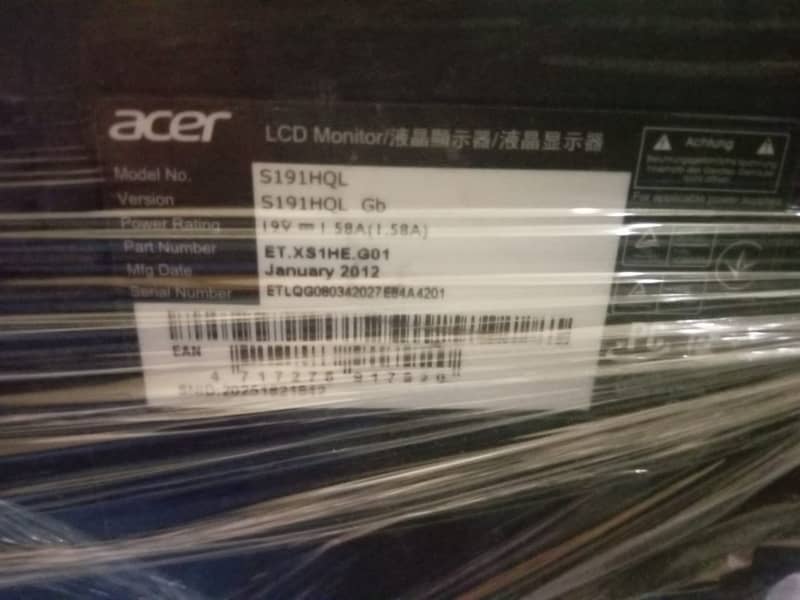 acer
LCD Monitor/液晶顯示器/液晶显示器
Model No. S191HQL
Version S191HQL Gb
Power Rating 19V 1.58A(1.58A)
Part Number ET.XS1HE.G01
Mfg Date January 2012
Serial Number ETLQG080342027E84A4201
EAN
Achtung